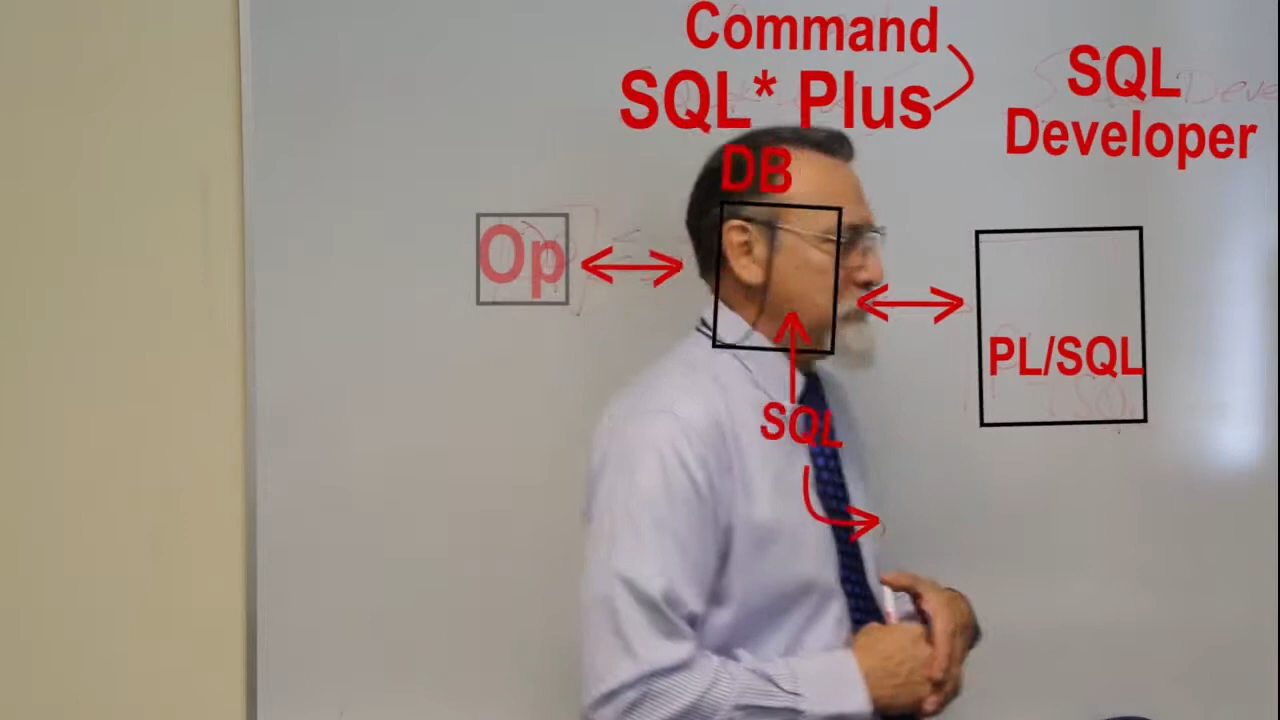 Command
SQL* Plus
SQL
Developer
DB
Op
PL/SQL
SQL